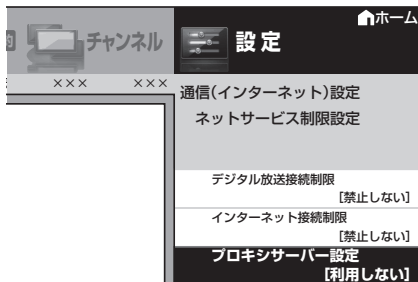 ホーム
的
チャンネル
設定
××× ×××
通信(インターネット)設定
ネットサービス制限設定
デジタル放送接続制限
[禁止しない]
インターネット接続制限
[禁止しない]
プロキシサーバー設定
[利用しない]